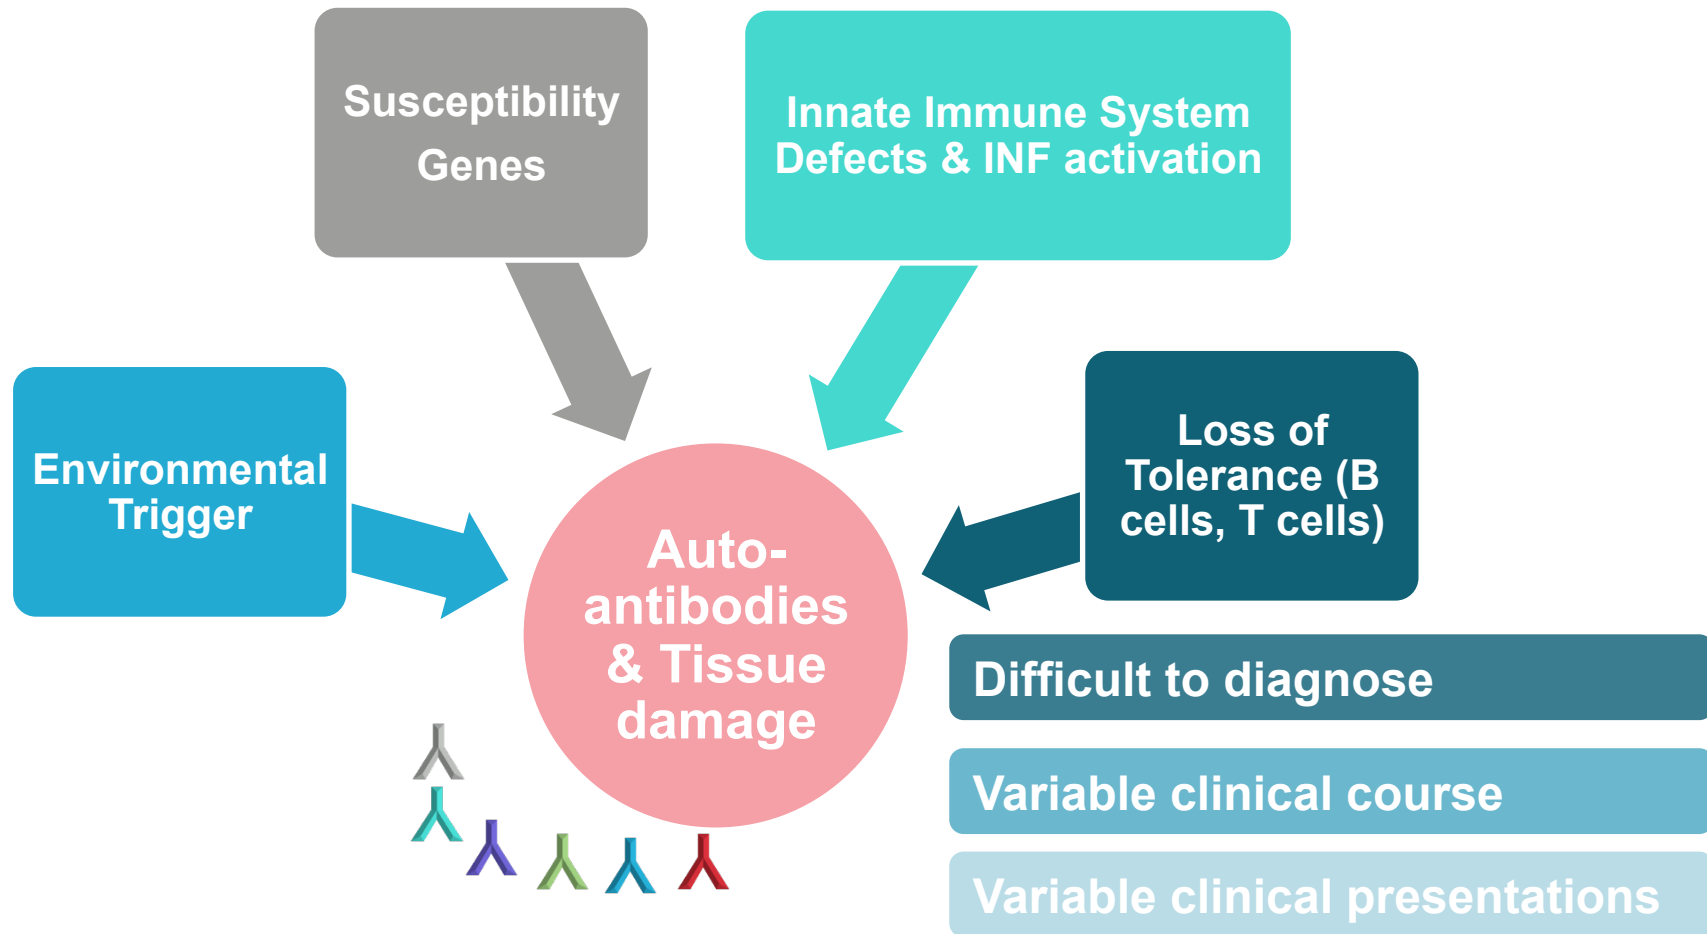 Susceptibility
Genes
Innate Immune System
Defects & INF activation
Environmental
Trigger
Loss of
Tolerance (B
cells, T cells)
Auto-
antibodies
& Tissue
damage
Difficult to diagnose
Variable clinical course
Variable clinical presentations